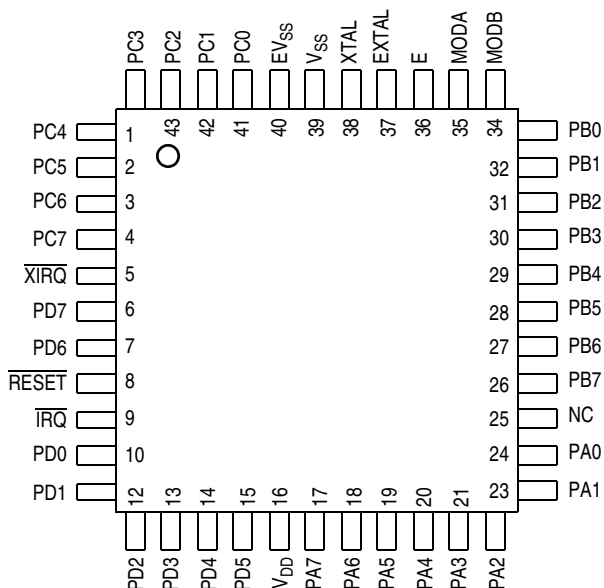 PC3 PC2 PC1 PC0 EVSS VSS XTAL EXTAL E MODA MODB
PC4 1 43 42 41 40 39 38 37 36 35 34 PB0
PC5 2 32 PB1
PC6 3 31 PB2
PC7 4 30 PB3
XIRQ 5 29 PB4
PD7 6 28 PB5
PD6 7 27 PB6
RESET 8 26 PB7
IRQ 9 25 NC
PD0 10 24 PA0
PD1 12 13 14 15 16 17 18 19 20 21 23 PA1
PD2 PD3 PD4 PD5 VDD PA7 PA6 PA5 PA4 PA3 PA2